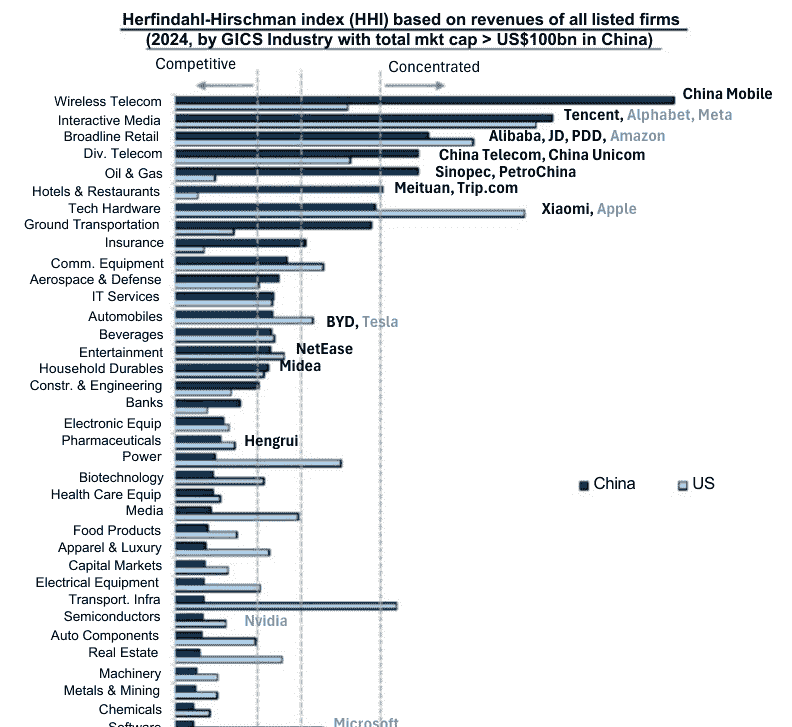 Herfindahl-Hirschman index (HHI) based on revenues of all listed firms
(2024, by GICS Industry with total mkt cap > US$100bn in China)
Competitive
Concentrated
Wireless Telecom
China Mobile
Interactive Media
Tencent, Alphabet, Meta
Broadline Retail
Alibaba, JD, PDD, Amazon
Div. Telecom
China Telecom, China Unicom
Oil & Gas
Sinopec, PetroChina
Hotels & Restaurants
Meituan, Trip.com
Tech Hardware
Xiaomi, Apple
Ground Transportation
Insurance
Comm. Equipment
Aerospace & Defense
IT Services
Automobiles
BYD, Tesla
Beverages
Entertainment
NetEase
Household Durables
Midea
Constr. & Engineering
Banks
Electronic Equip
Pharmaceuticals
Hengrui
Power
Biotechnology
China
US
Health Care Equip
Media
Food Products
Apparel & Luxury
Capital Markets
Electrical Equipment
Transport. Infra
Semiconductors
Nvidia
Auto Components
Real Estate
Machinery
Metals & Mining
Chemicals
Software
Microsoft